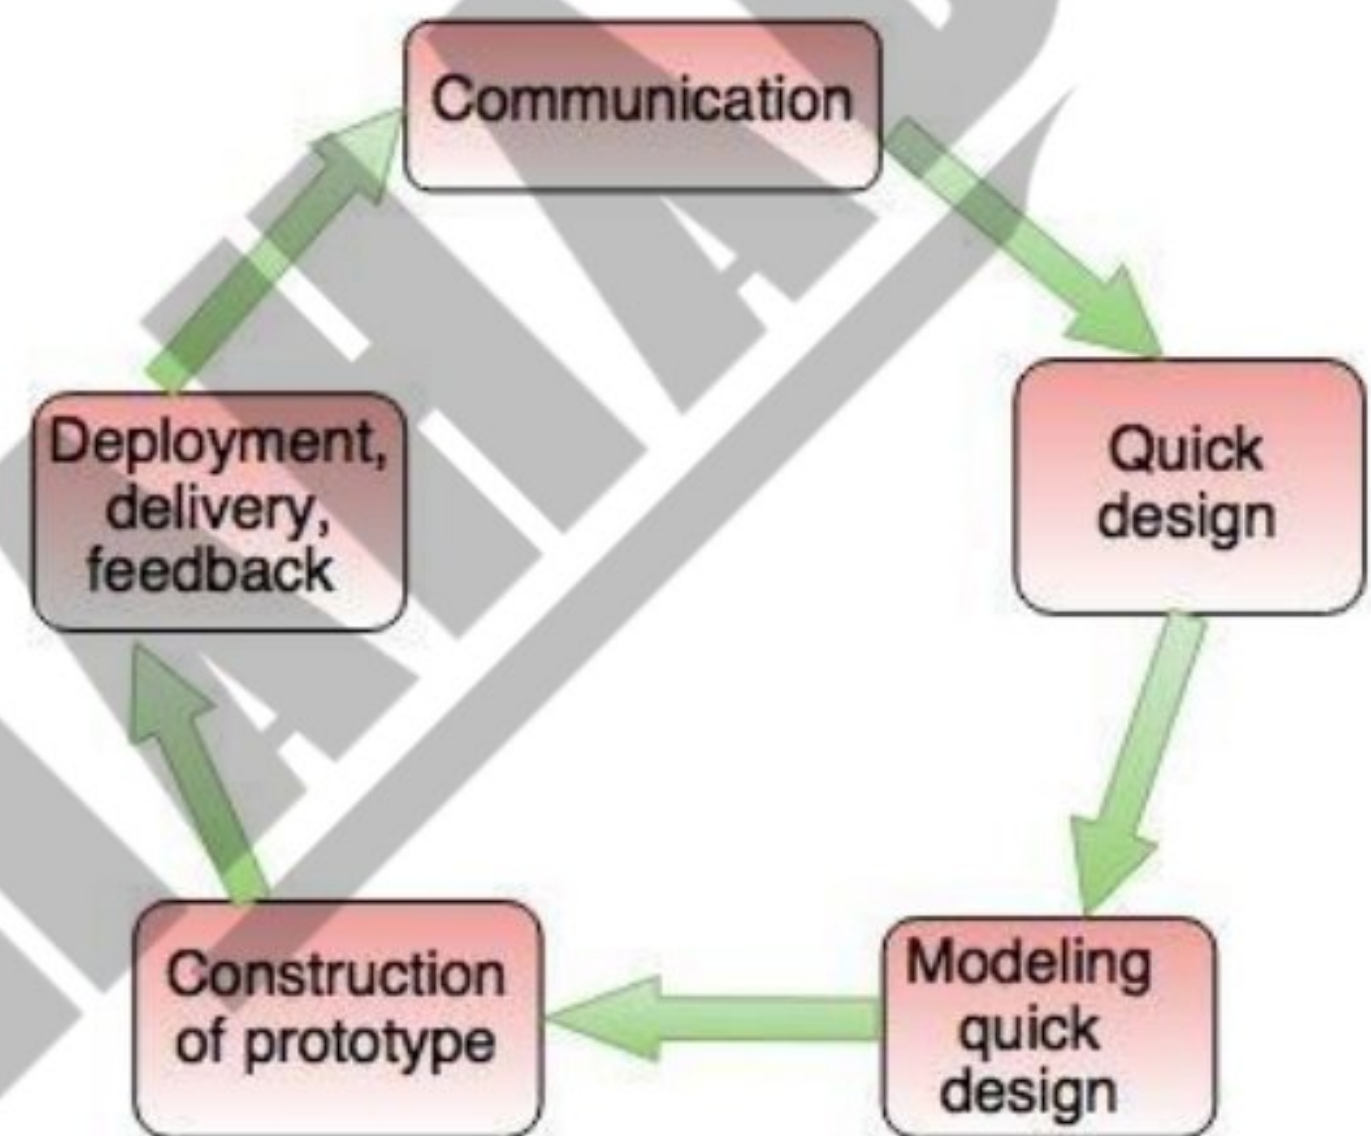 Communication
Quick
design
Modeling
quick
design
Construction
of prototype
Deployment,
delivery,
feedback